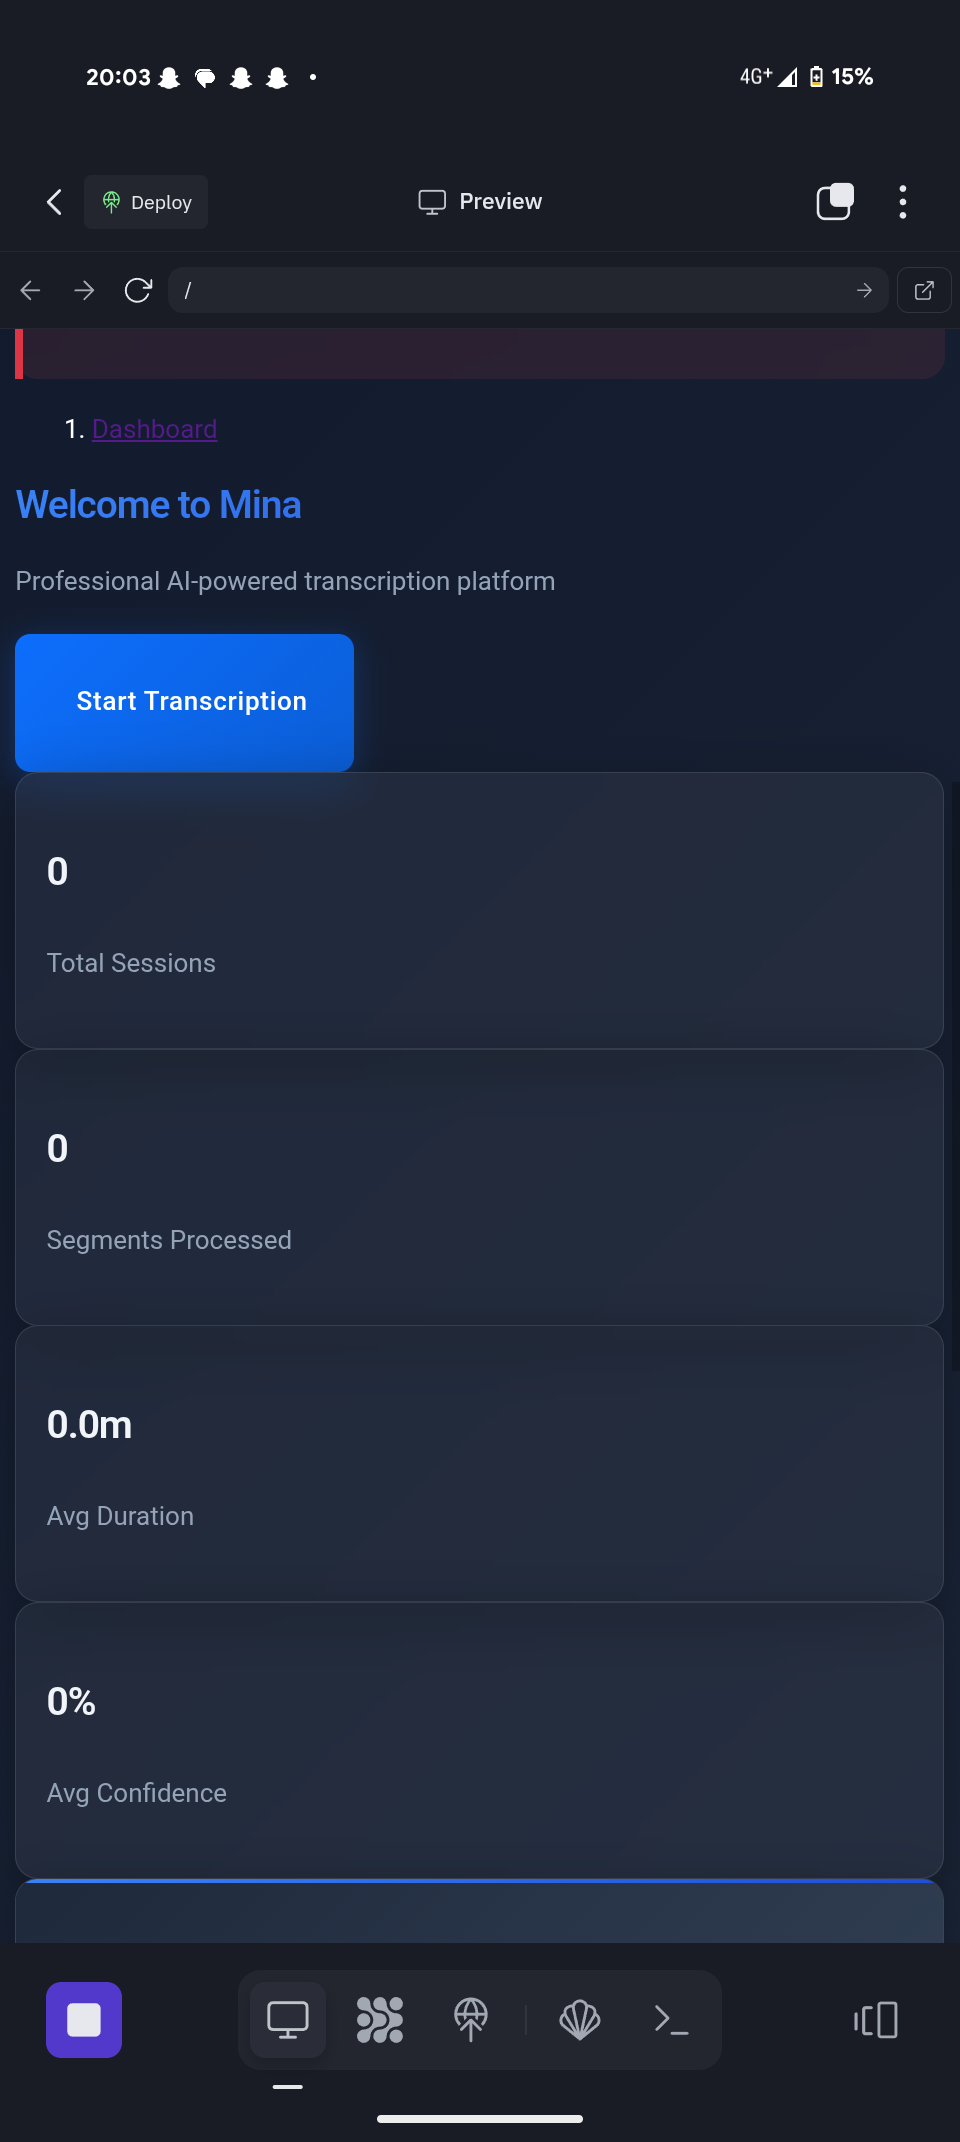 20:03
4G+
15%
Deploy
Preview
/
1. Dashboard
Welcome to Mina
Professional AI-powered transcription platform
Start Transcription
0
Total Sessions
0
Segments Processed
0.0m
Avg Duration
0%
Avg Confidence